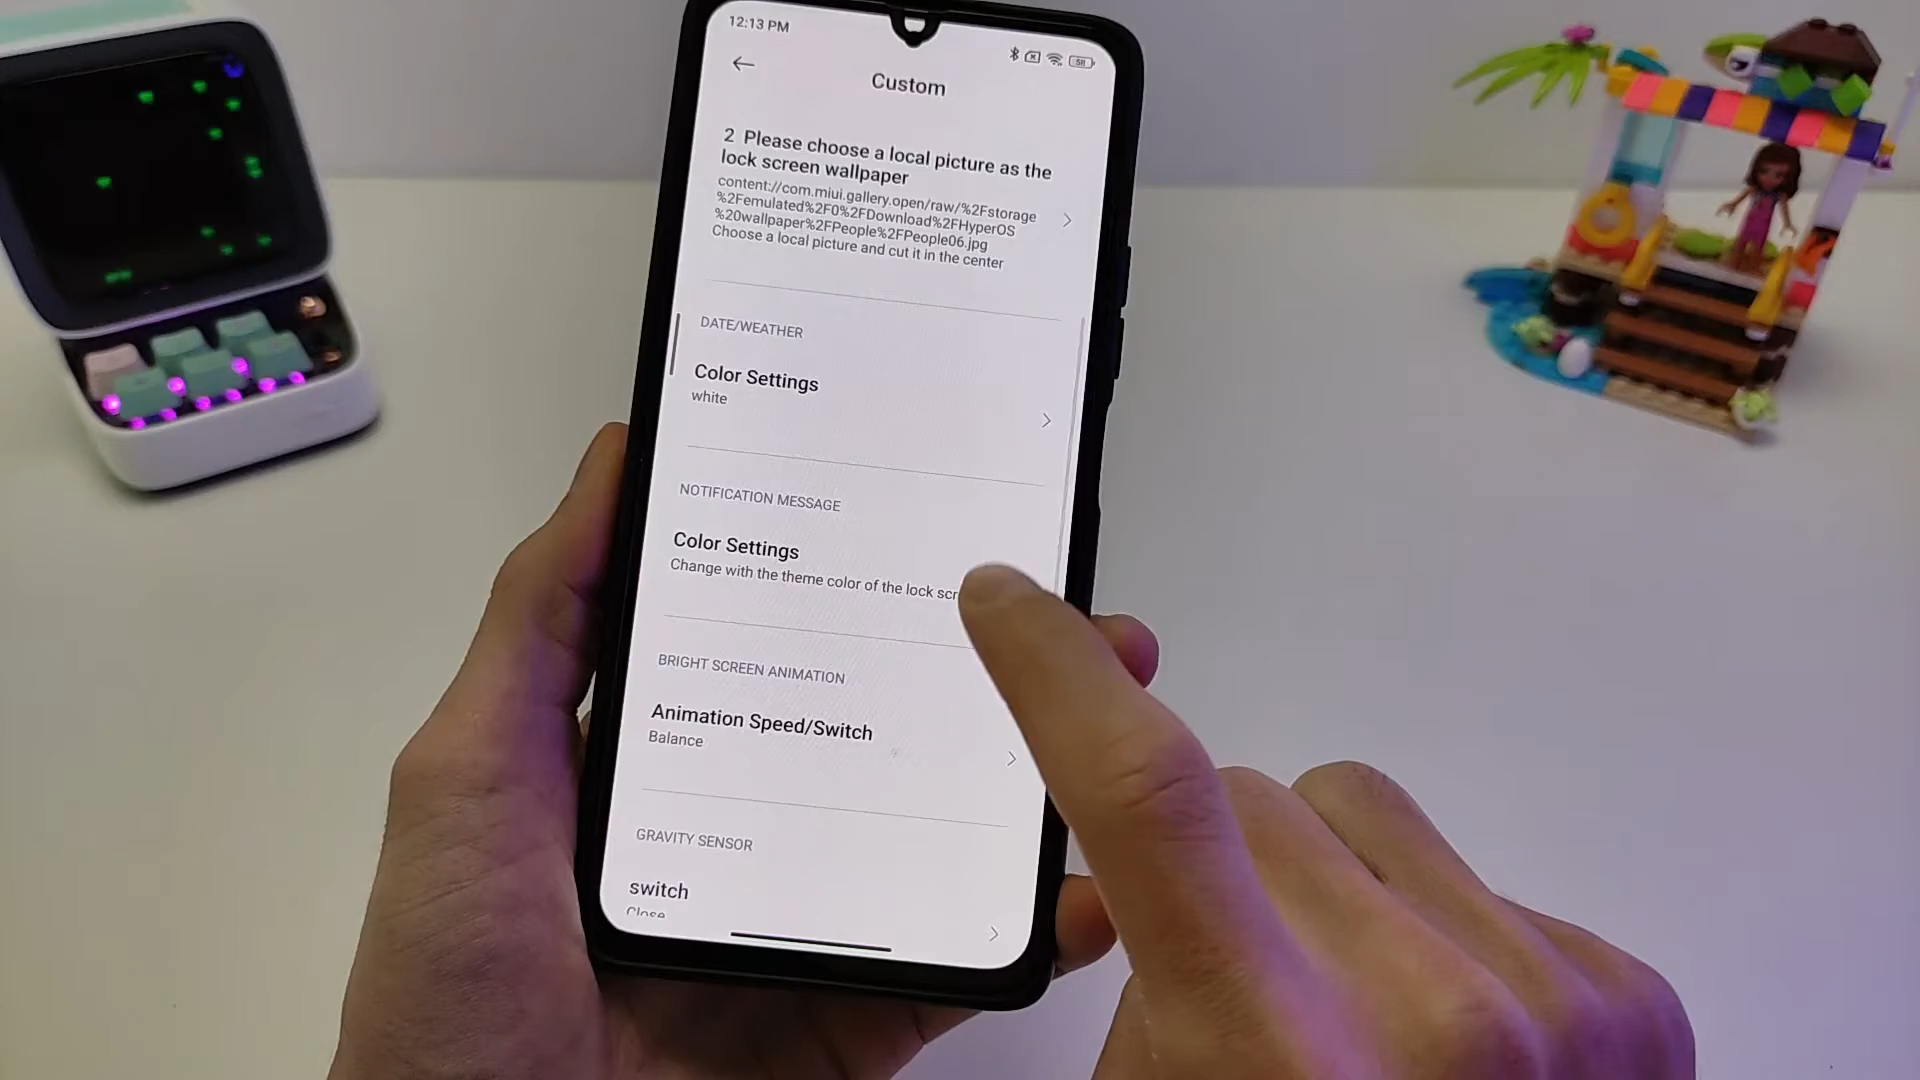 12:13 PM
58
Custom
2 Please choose a local picture as the
lock screen wallpaper
content://com.miui.gallery.open/raw/%2Fstorage
%2Femulated%2F0%2FDownload%2FHyperOS
%20wallpaper%2FPeople%2FPeople06.jpg
Choose a local picture and cut it in the center
DATE/WEATHER
Color Settings
white
NOTIFICATION MESSAGE
Color Settings
Change with the theme color of the lock scr
BRIGHT SCREEN ANIMATION
Animation Speed/Switch
Balance
GRAVITY SENSOR
switch
Close